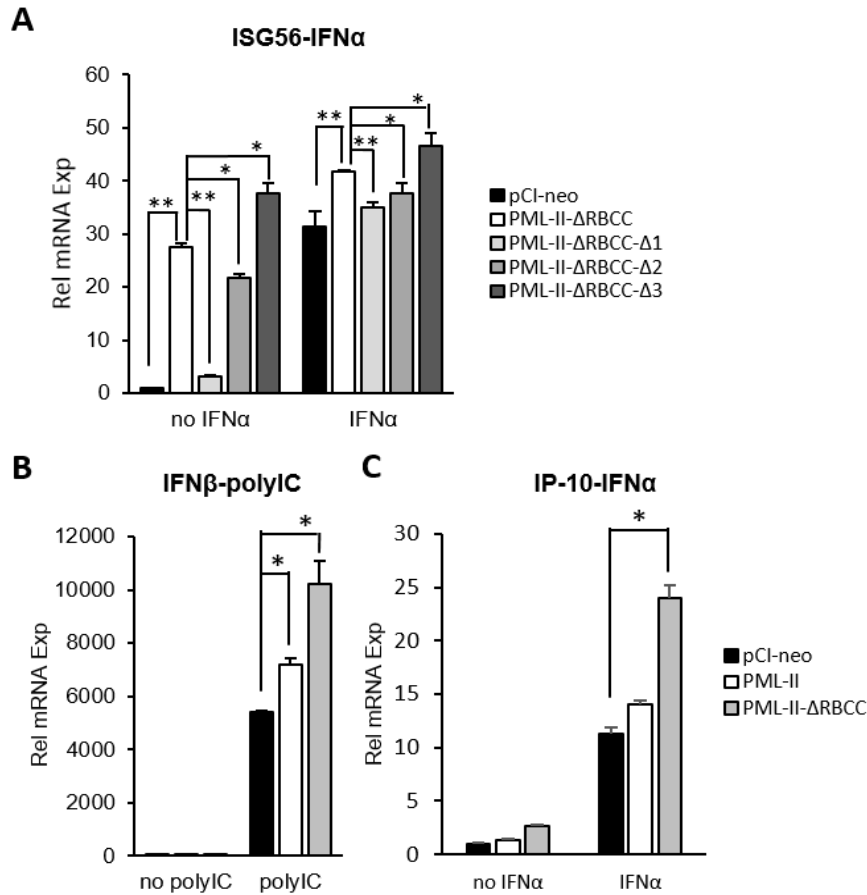 A
ISG56-IFNα
Rel mRNA Exp
60
50
40
30
20
10
0
** ** * *
** ** * *
no IFNα IFNα
pCI-neo
PML-II-ΔRBCC
PML-II-ΔRBCC-Δ1
PML-II-ΔRBCC-Δ2
PML-II-ΔRBCC-Δ3
B
IFNβ-polyIC
Rel mRNA Exp
12000
10000
8000
6000
4000
2000
0
* *
no polyIC polyIC
C
IP-10-IFNα
Rel mRNA Exp
30
25
20
15
10
5
0
*
no IFNα IFNα
pCI-neo
PML-II
PML-II-ΔRBCC